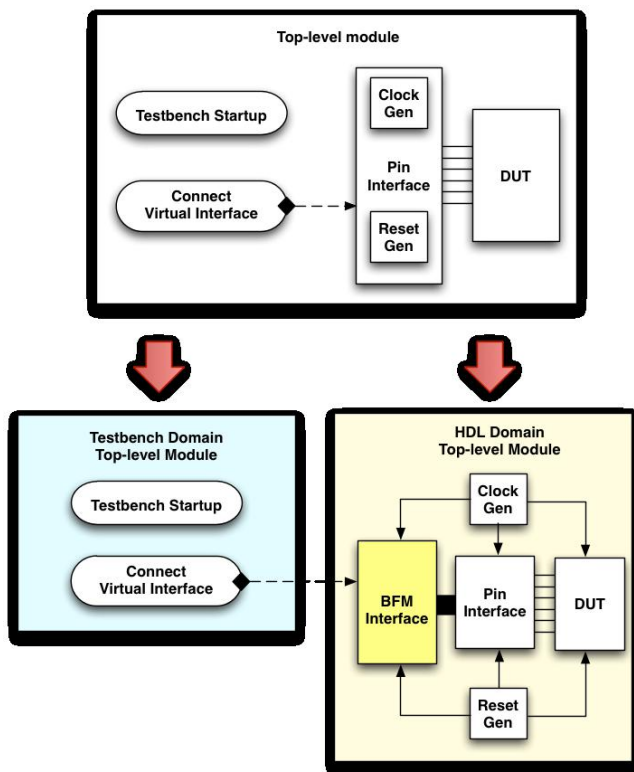 Top-level module
Testbench Startup
Connect
Virtual Interface
Clock
Gen
Pin
Interface
Reset
Gen
DUT
Testbench Domain
Top-level Module
Testbench Startup
Connect
Virtual Interface
HDL Domain
Top-level Module
Clock
Gen
BFM
Interface
Pin
Interface
DUT
Reset
Gen